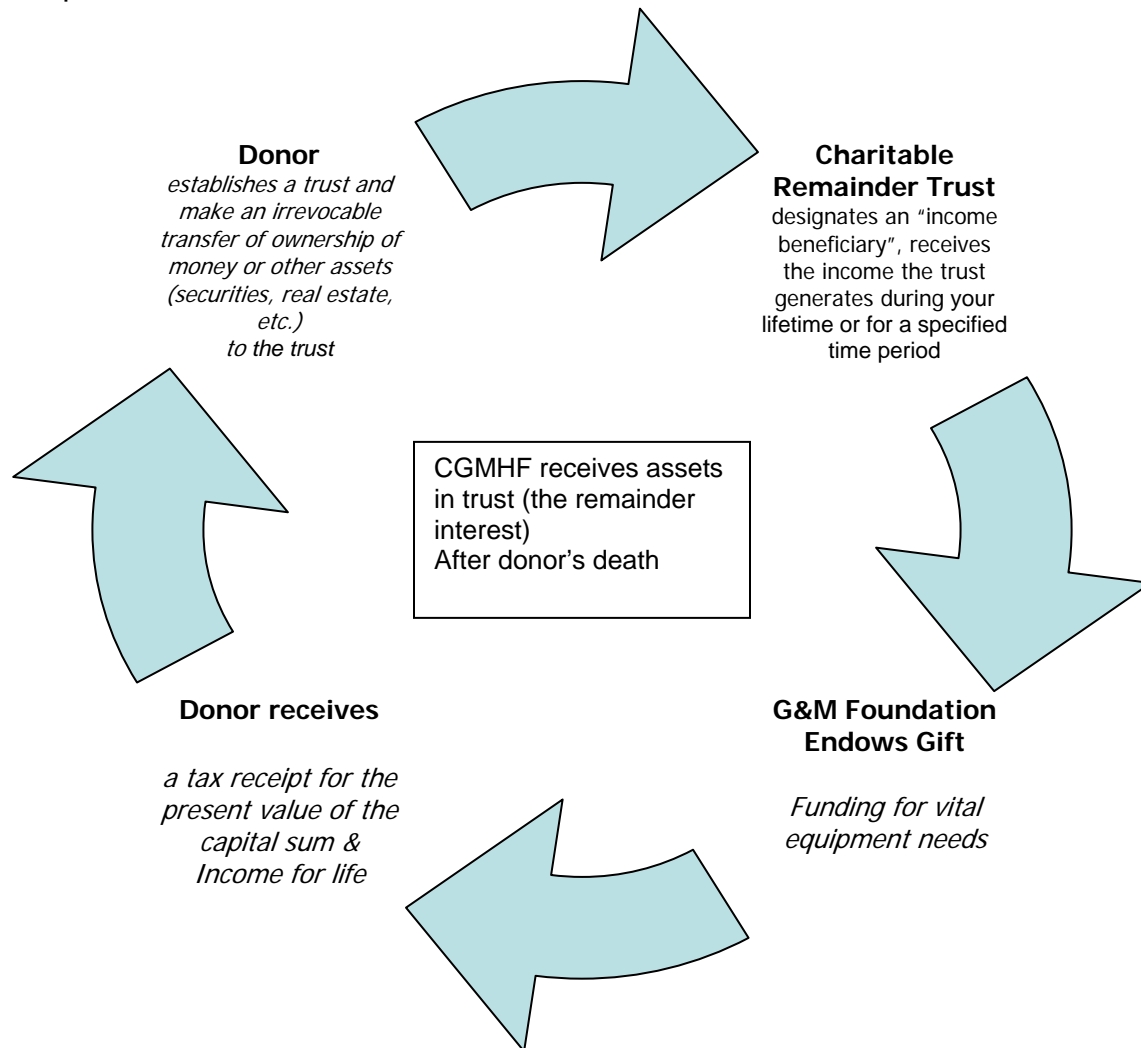 Donor
establishes a trust and
make an irrevocable
transfer of ownership of
money or other assets
(securities, real estate,
etc.)
to the trust
Charitable
Remainder Trust
designates an “income
beneficiary”, receives
the income the trust
generates during your
lifetime or for a specified
time period
CGMHF receives assets
in trust (the remainder
interest)
After donor’s death
G&M Foundation
Endows Gift
Funding for vital
equipment needs
Donor receives
a tax receipt for the
present value of the
capital sum &
Income for life